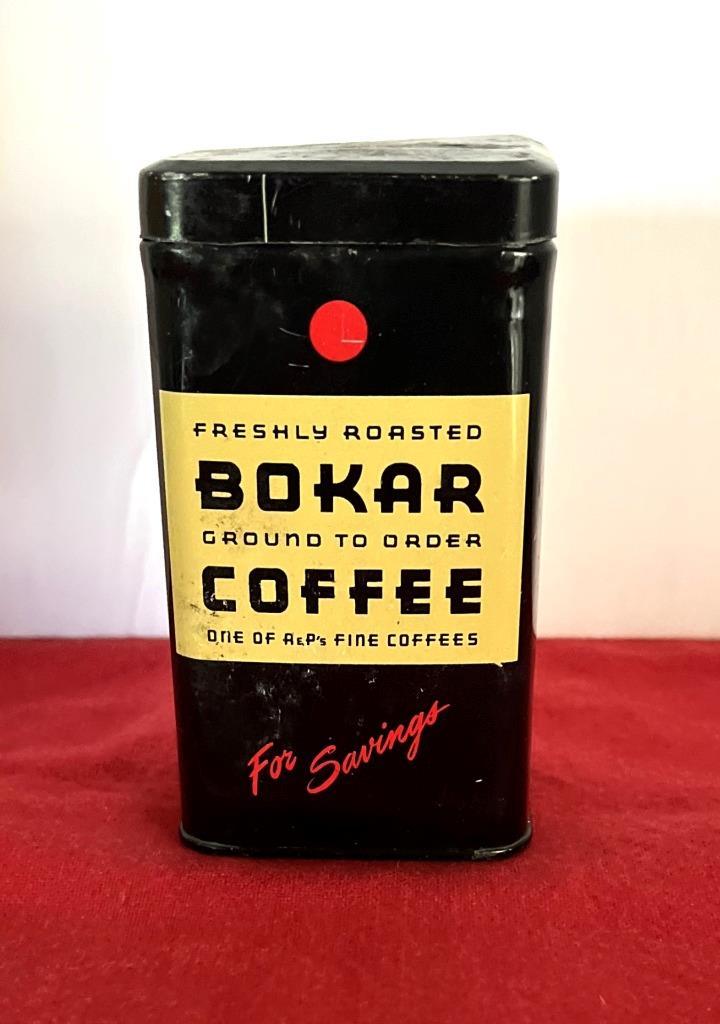 FRESHLY ROASTED
BOKAR
GROUND TO ORDER
COFFEE
ONE OF A&P's FINE COFFEES
For Savings